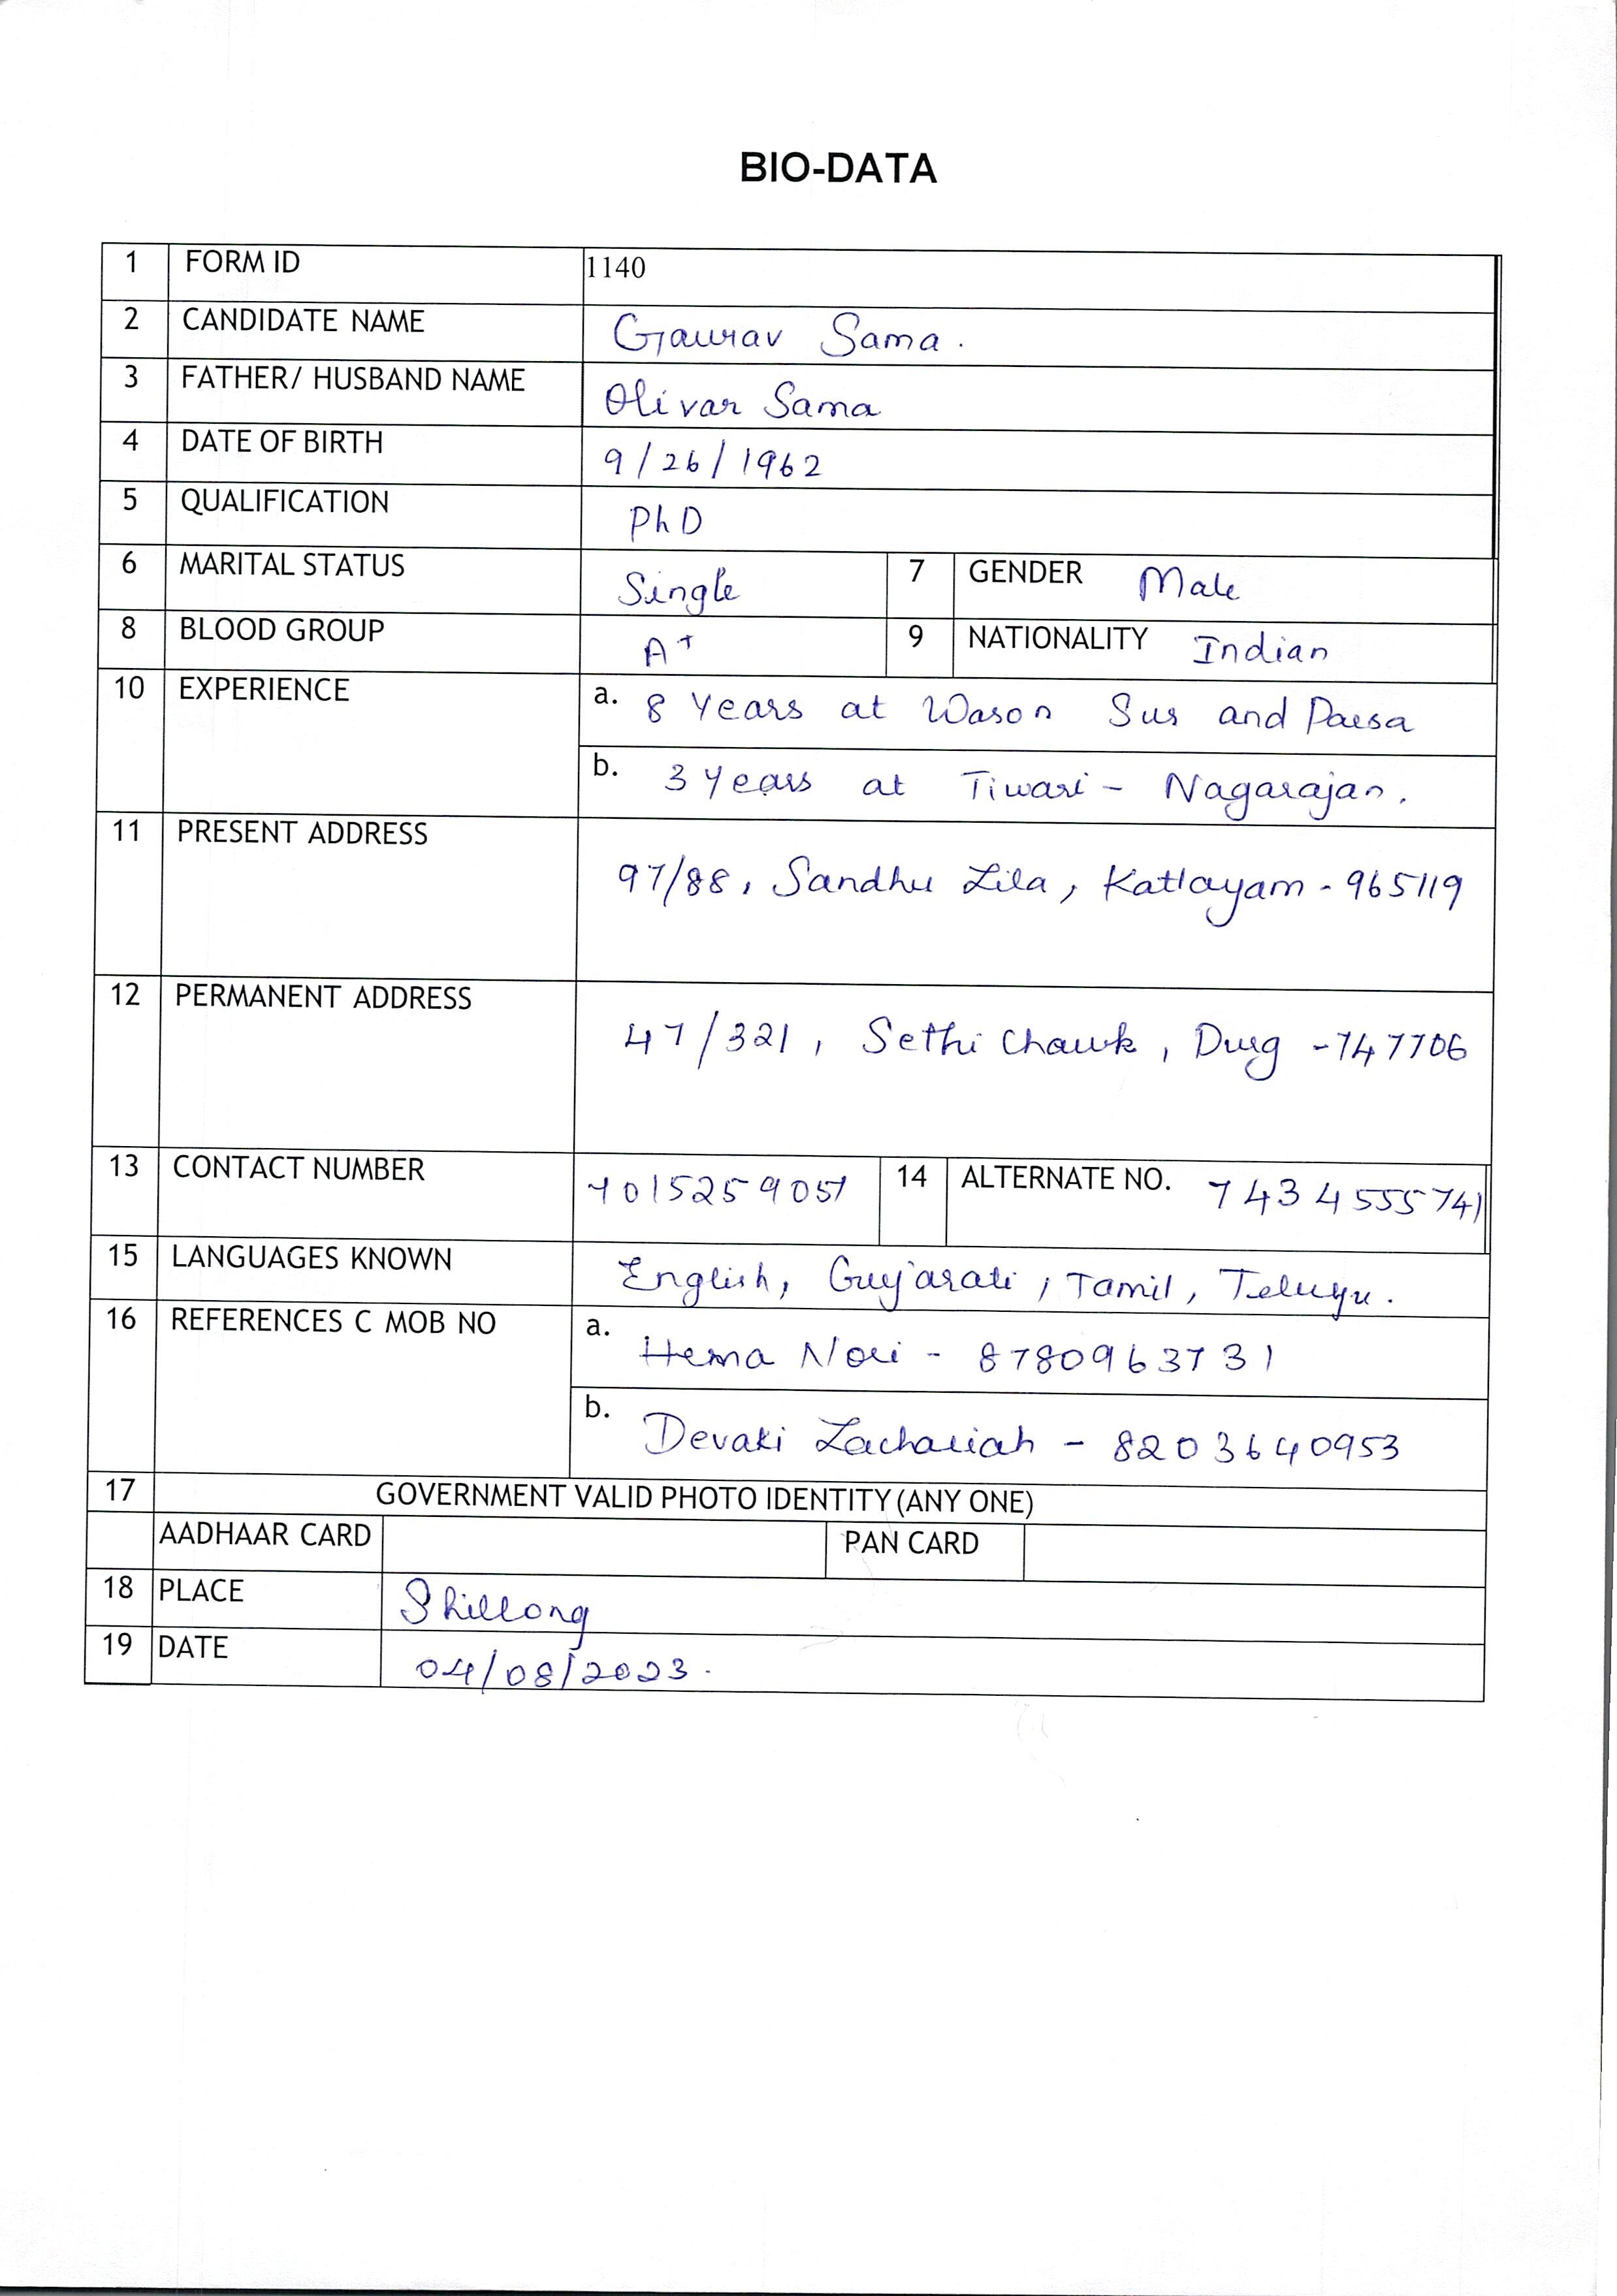 BIO-DATA
1 FORM ID 1140
2 CANDIDATE NAME Gaurav Sama.
3 FATHER/ HUSBAND NAME Olivar Sama
4 DATE OF BIRTH 9/26/1962
5 QUALIFICATION PhD
6 MARITAL STATUS Single 7 GENDER Male
8 BLOOD GROUP A+ 9 NATIONALITY Indian
10 EXPERIENCE a. 8 Years at Wason Sur and
b. 3 Years at Tiwari - Nagarajan.
11 PRESENT ADDRESS 97/88, Sandhu Lila, Katlayam - 965119
12 PERMANENT ADDRESS 47/321, Sethi Chawk, Durg - 747706
13 CONTACT NUMBER 14 ALTERNATE NO. 7434555741
15 LANGUAGES KNOWN English, Gujarati, Tamil, Telugu.
16 REFERENCES C MOB NO a. Hema Nori - 8780963731
b. Devaki Zachariah - 8203640953
17 GOVERNMENT VALID PHOTO IDENTITY (ANY ONE)
AADHAAR CARD PAN CARD
18 PLACE Shillong
19 DATE 04/08/2023.